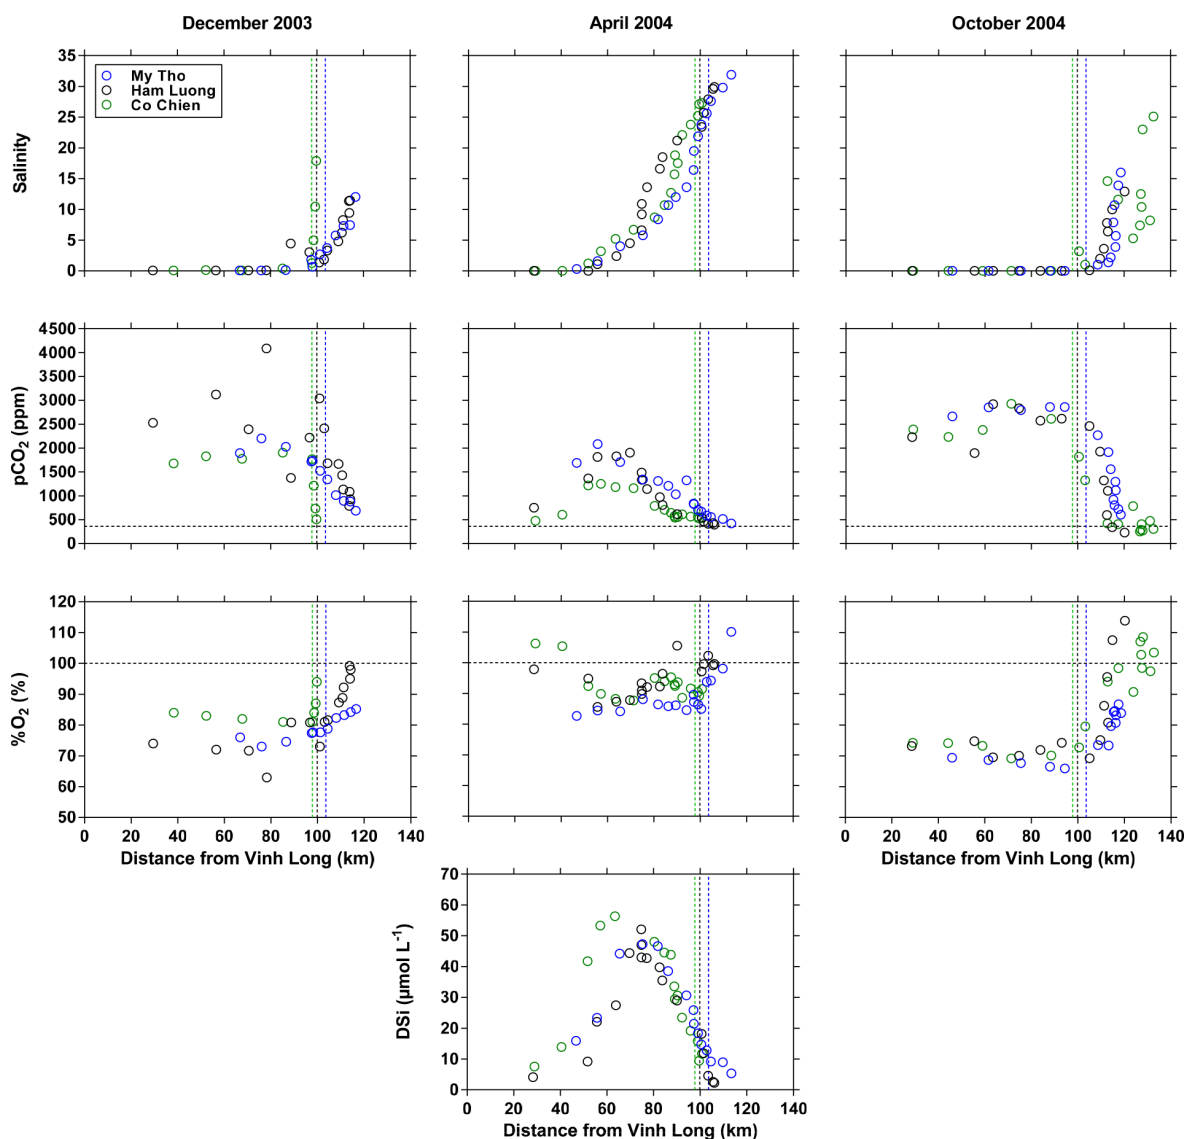 December 2003
April 2004
October 2004
35
30
25
20
15
10
5
0
Salinity
My Tho
Ham Luong
Co Chien
4500
4000
3500
3000
2500
2000
1500
1000
500
0
pCO₂ (ppm)
120
110
100
90
80
70
60
50
%O₂ (%)
0 20 40 60 80 100 120 140
Distance from Vinh Long (km)
0 20 40 60 80 100 120 140
Distance from Vinh Long (km)
70
60
50
40
30
20
10
0
DSi (µmol L⁻¹)
0 20 40 60 80 100 120 140
Distance from Vinh Long (km)